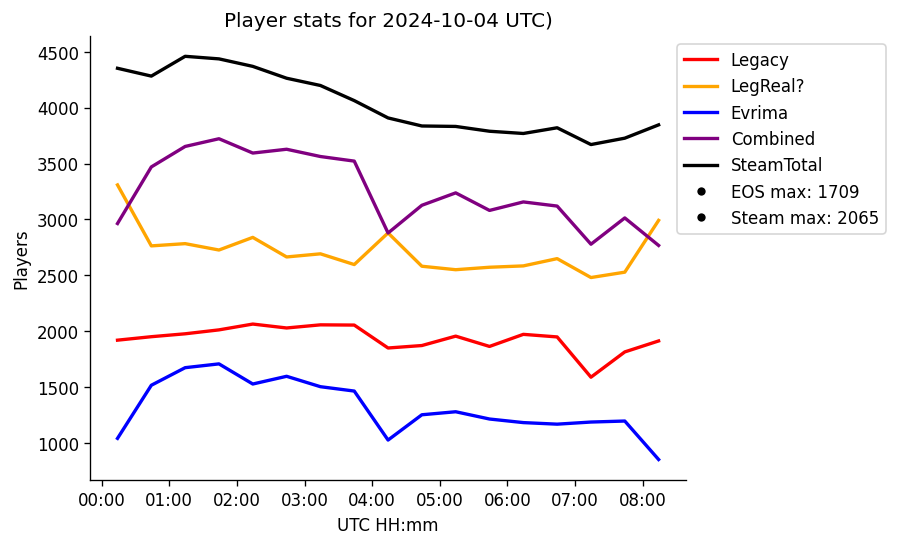 Player stats for 2024-10-04 UTC)
4500
4000
3500
3000
2500
2000
1500
1000
Players
00:00 01:00 02:00 03:00 04:00 05:00 06:00 07:00 08:00
UTC HH:mm
Legacy
LegReal?
Evrima
Combined
SteamTotal
EOS max: 1709
Steam max: 2065